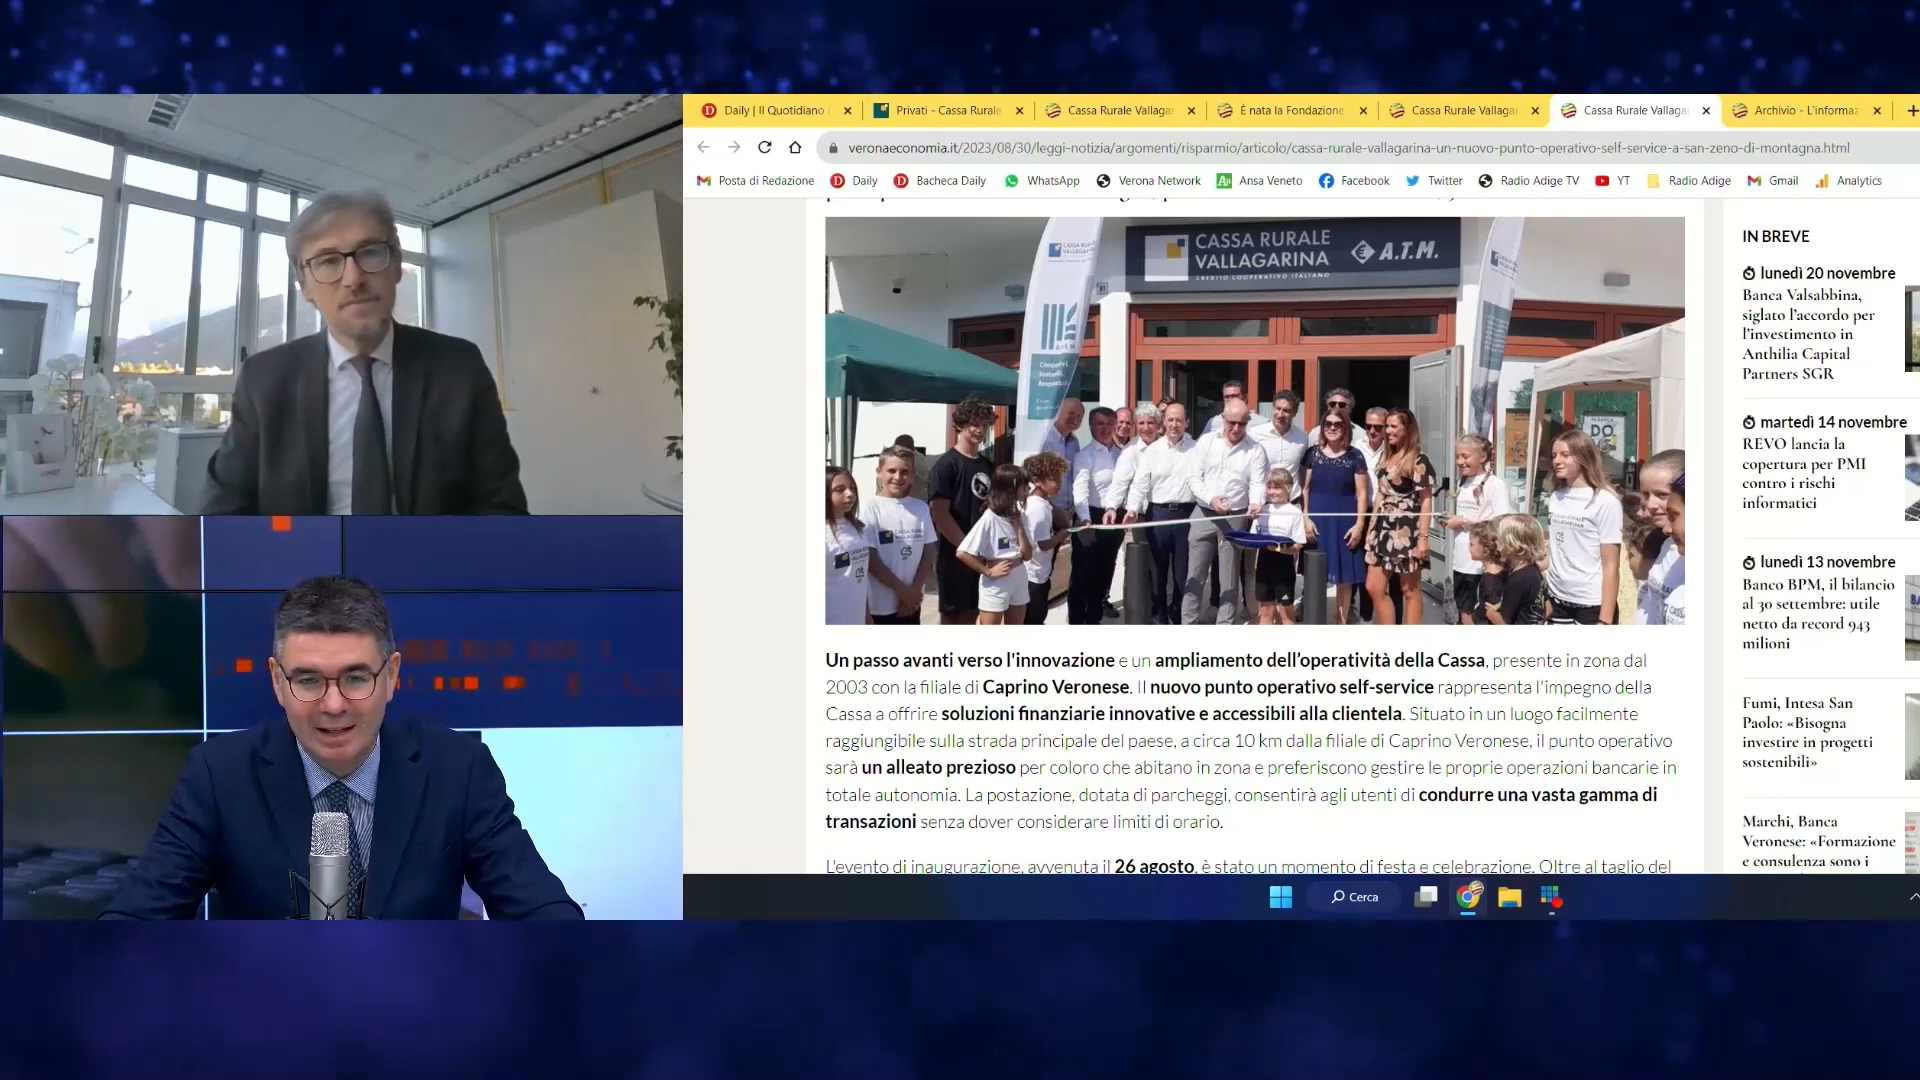 Daily | Il Quotidiano
Privati - Cassa Rurale
Cassa Rurale Vallagar
È nata la Fondazione
Cassa Rurale Vallagar
Cassa Rurale Vallagar
Archivio - L'informaz
veronaeconomia.it/2023/08/30/leggi-notizia/argomenti/risparmio/articolo/cassa-rurale-vallagarina-un-nuovo-punto-operativo-self-service-a-san-zeno-di-montagna.html
Posta di Redazione
Daily
Bacheca Daily
WhatsApp
Verona Network
Ansa Veneto
Facebook
Twitter
Radio Adige TV
YT
Radio Adige
Gmail
Analytics
CASSA RURALE
VALLAGARINA
CREDITO COOPERATIVO ITALIANO
A.T.M.
Un passo avanti verso l'innovazione e un ampliamento dell'operatività della Cassa, presente in zona dal
2003 con la filiale di Caprino Veronese. Il nuovo punto operativo self-service rappresenta l'impegno della
Cassa a offrire soluzioni finanziarie innovative e accessibili alla clientela. Situato in un luogo facilmente
raggiungibile sulla strada principale del paese, a circa 10 km dalla filiale di Caprino Veronese, il punto operativo
sarà un alleato prezioso per coloro che abitano in zona e preferiscono gestire le proprie operazioni bancarie in
totale autonomia. La postazione, dotata di parcheggi, consentirà agli utenti di condurre una vasta gamma di
transazioni senza dover considerare limiti di orario.
L'evento di inaugurazione, avvenuta il 26 agosto, è stato un momento di festa e celebrazione. Oltre al taglio del
IN BREVE
lunedì 20 novembre
Banca Valsabbina,
siglato l'accordo per
l'investimento in
Anthilia Capital
Partners SGR
martedì 14 novembre
REVO lancia la
copertura per PMI
contro i rischi
informatici
lunedì 13 novembre
Banco BPM, il bilancio
al 30 settembre: utile
netto da record 943
milioni
Fumi, Intesa San
Paolo: «Bisogna
investire in progetti
sostenibili»
Marchi, Banca
Veronese: «Formazione
e consulenza sono i
Cerca